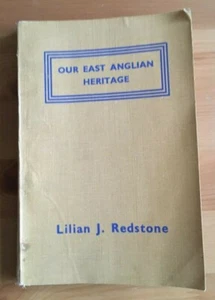 OUR EAST ANGLIAN
HERITAGE
Lilian J. Redstone